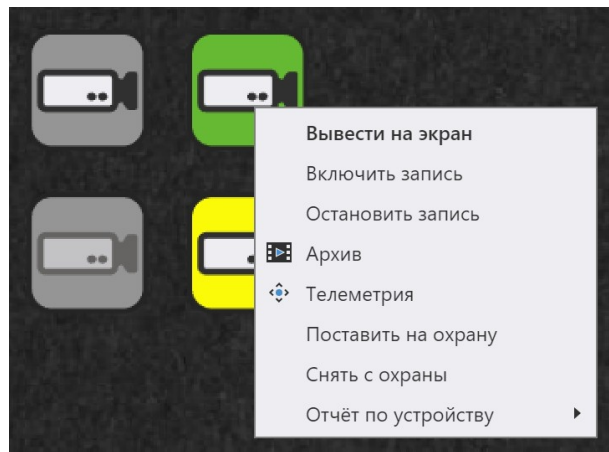 Вывести на экран
Включить запись
Остановить запись
Архив
Телеметрия
Поставить на охрану
Снять с охраны
Отчёт по устройству